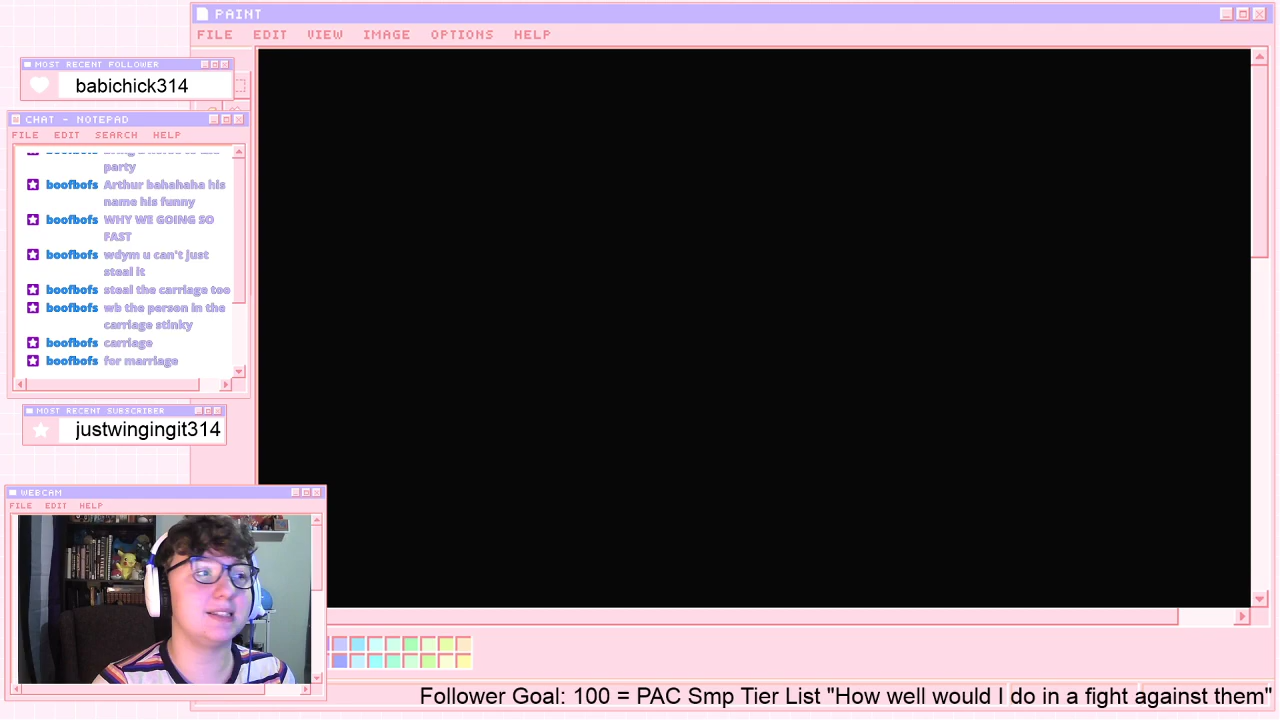 PAINT
FILE EDIT VIEW IMAGE OPTIONS HELP
MOST RECENT FOLLOWER
babichick314
CHAT - NOTEPAD
FILE EDIT SEARCH HELP
party
boofbofs Arthur bahahaha his
name his funny
boofbofs WHY WE GOING SO
FAST
boofbofs wdym u can't just
steal it
boofbofs steal the carriage too
boofbofs wb the person in the
carriage stinky
boofbofs carriage
boofbofs for marriage
MOST RECENT SUBSCRIBER
justwingingit314
WEBCAM
FILE EDIT HELP
Follower Goal: 100 = PAC Smp Tier List "How well would I do in a fight against them"